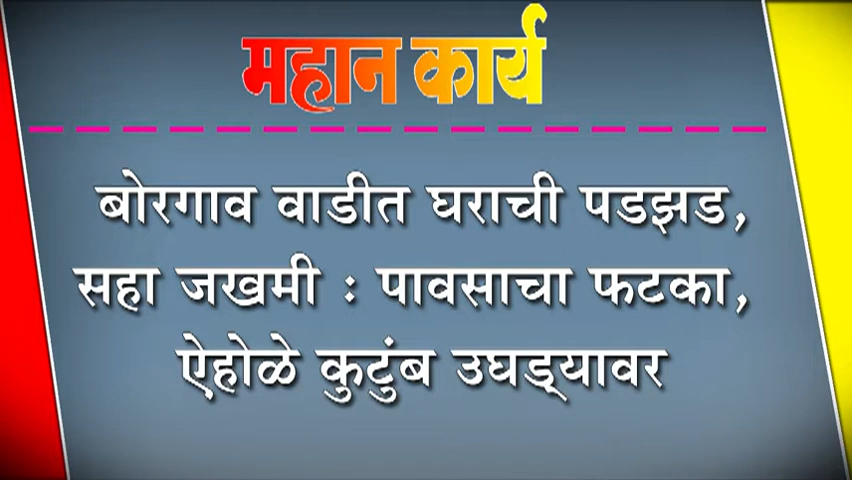 महान कार्य
बोरगाव वाडीत घराची पडझड,
सहा जखमी : पावसाचा फटका,
ऐहोळे कुटुंब उघड्यावर